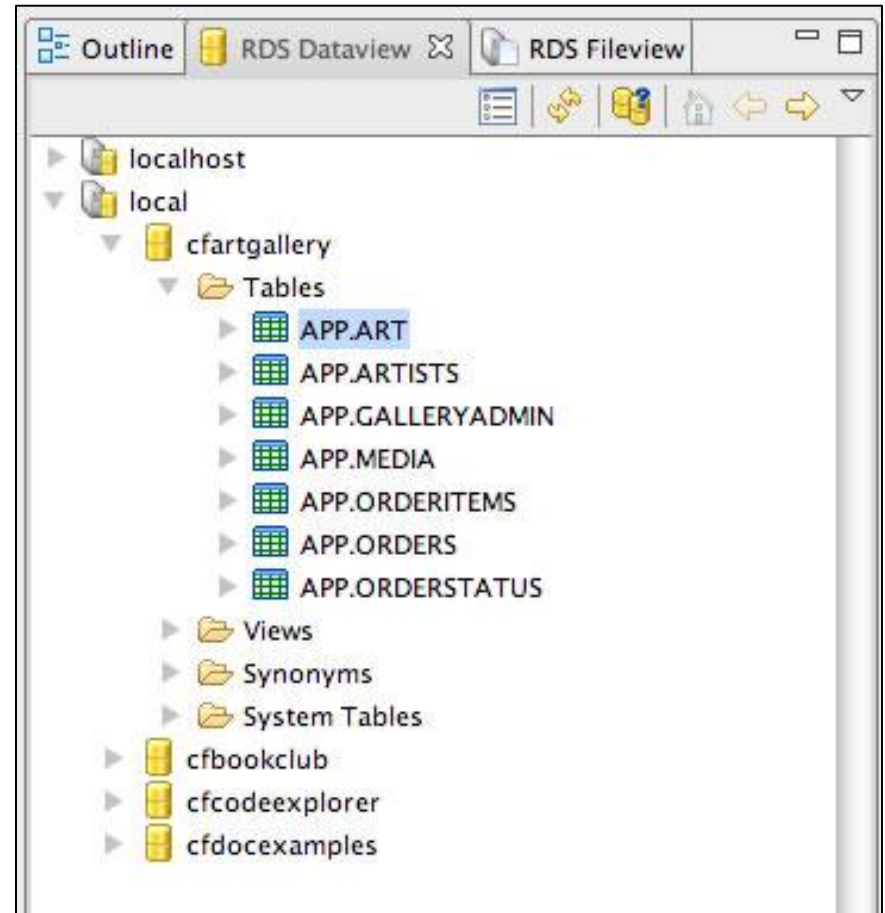 Outline RDS Dataview RDS Fileview
localhost
local
cfartgallery
Tables
APP.ART
APP.ARTISTS
APP.GALLERYADMIN
APP.MEDIA
APP.ORDERITEMS
APP.ORDERS
APP.ORDERSTATUS
Views
Synonyms
System Tables
cfbookclub
cfcodeexplorer
cfdocexamples